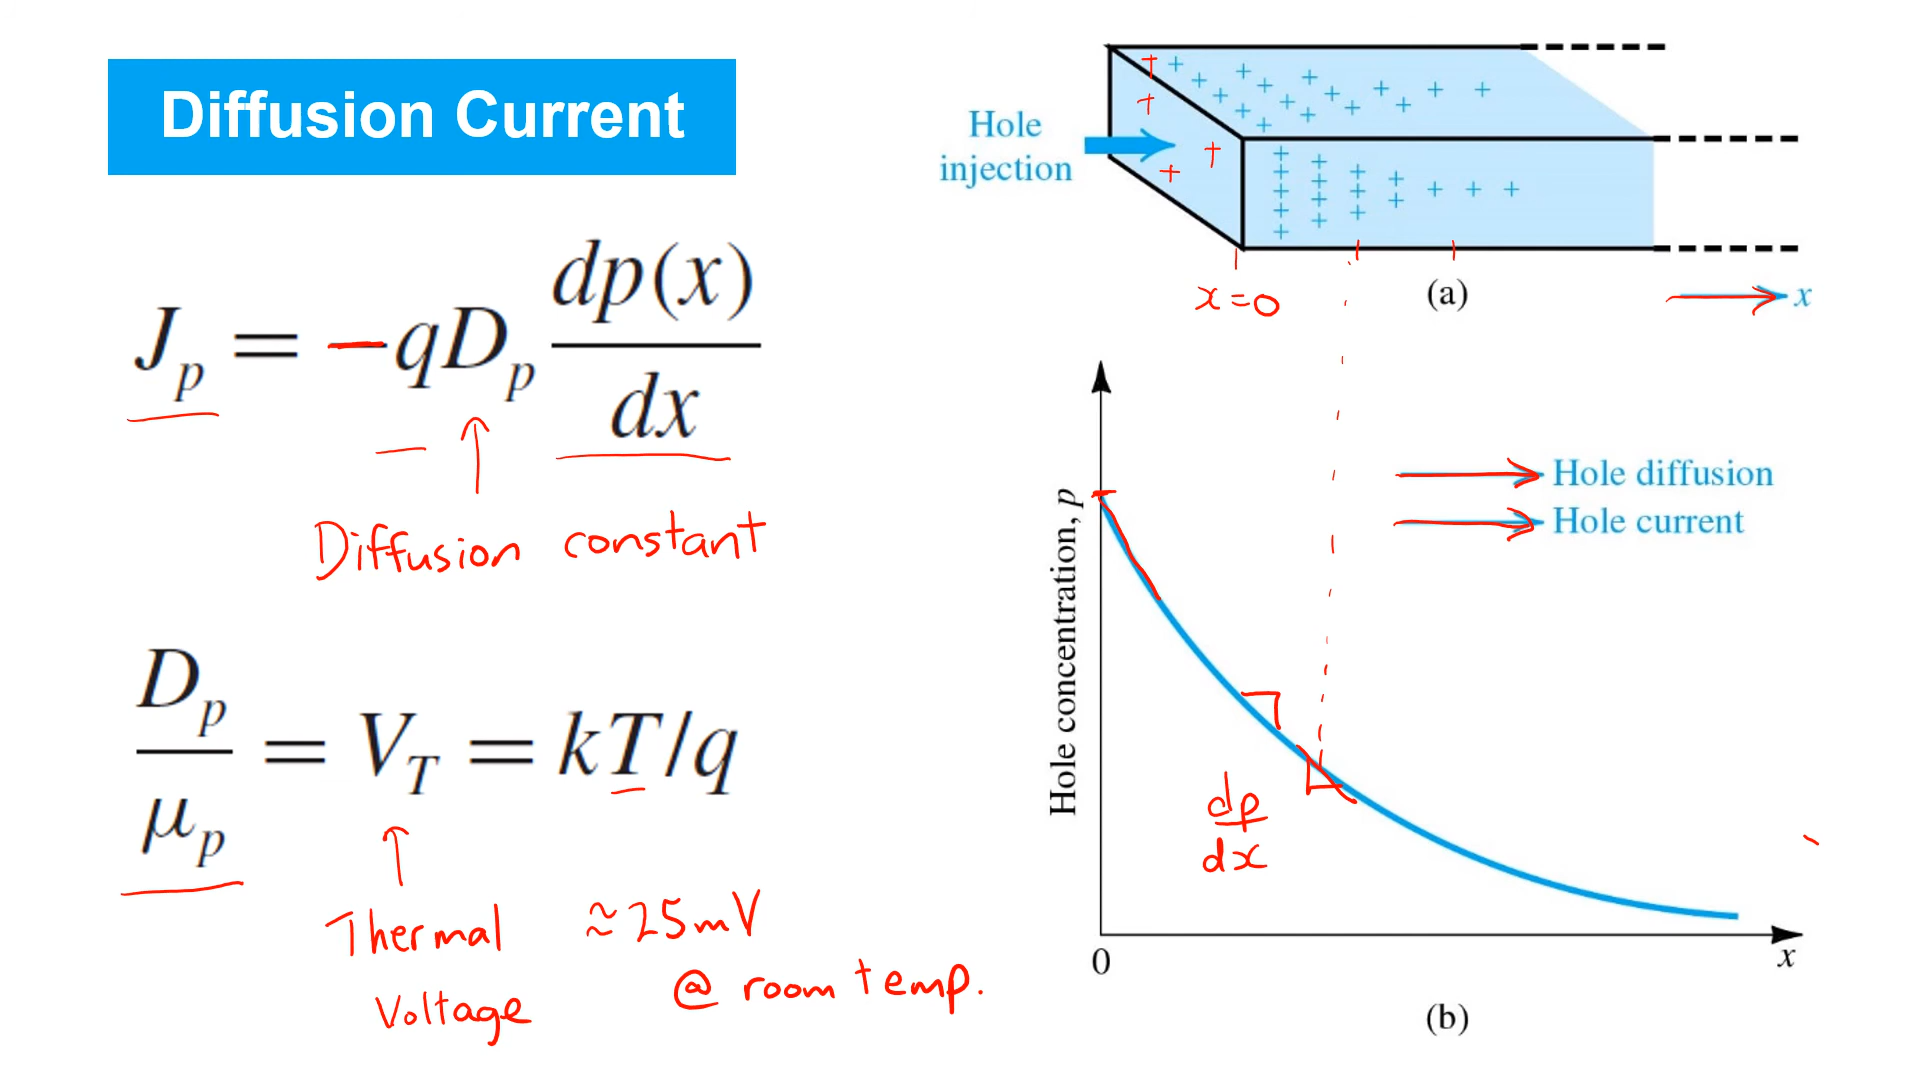 Diffusion Current
J_p = −qD_p dp(x)/dx
Diffusion constant
D_p/μ_p = V_T = kT/q
Thermal Voltage
≈25mV
@ room temp.
Hole injection
+ + + + + + + + + + + + + + + + + + +
+ + + + + + + + + + + + + + + + +
+ + + +
x=0
(a)
x
Hole concentration, p
Hole diffusion
Hole current
dp/dx
0
x
(b)